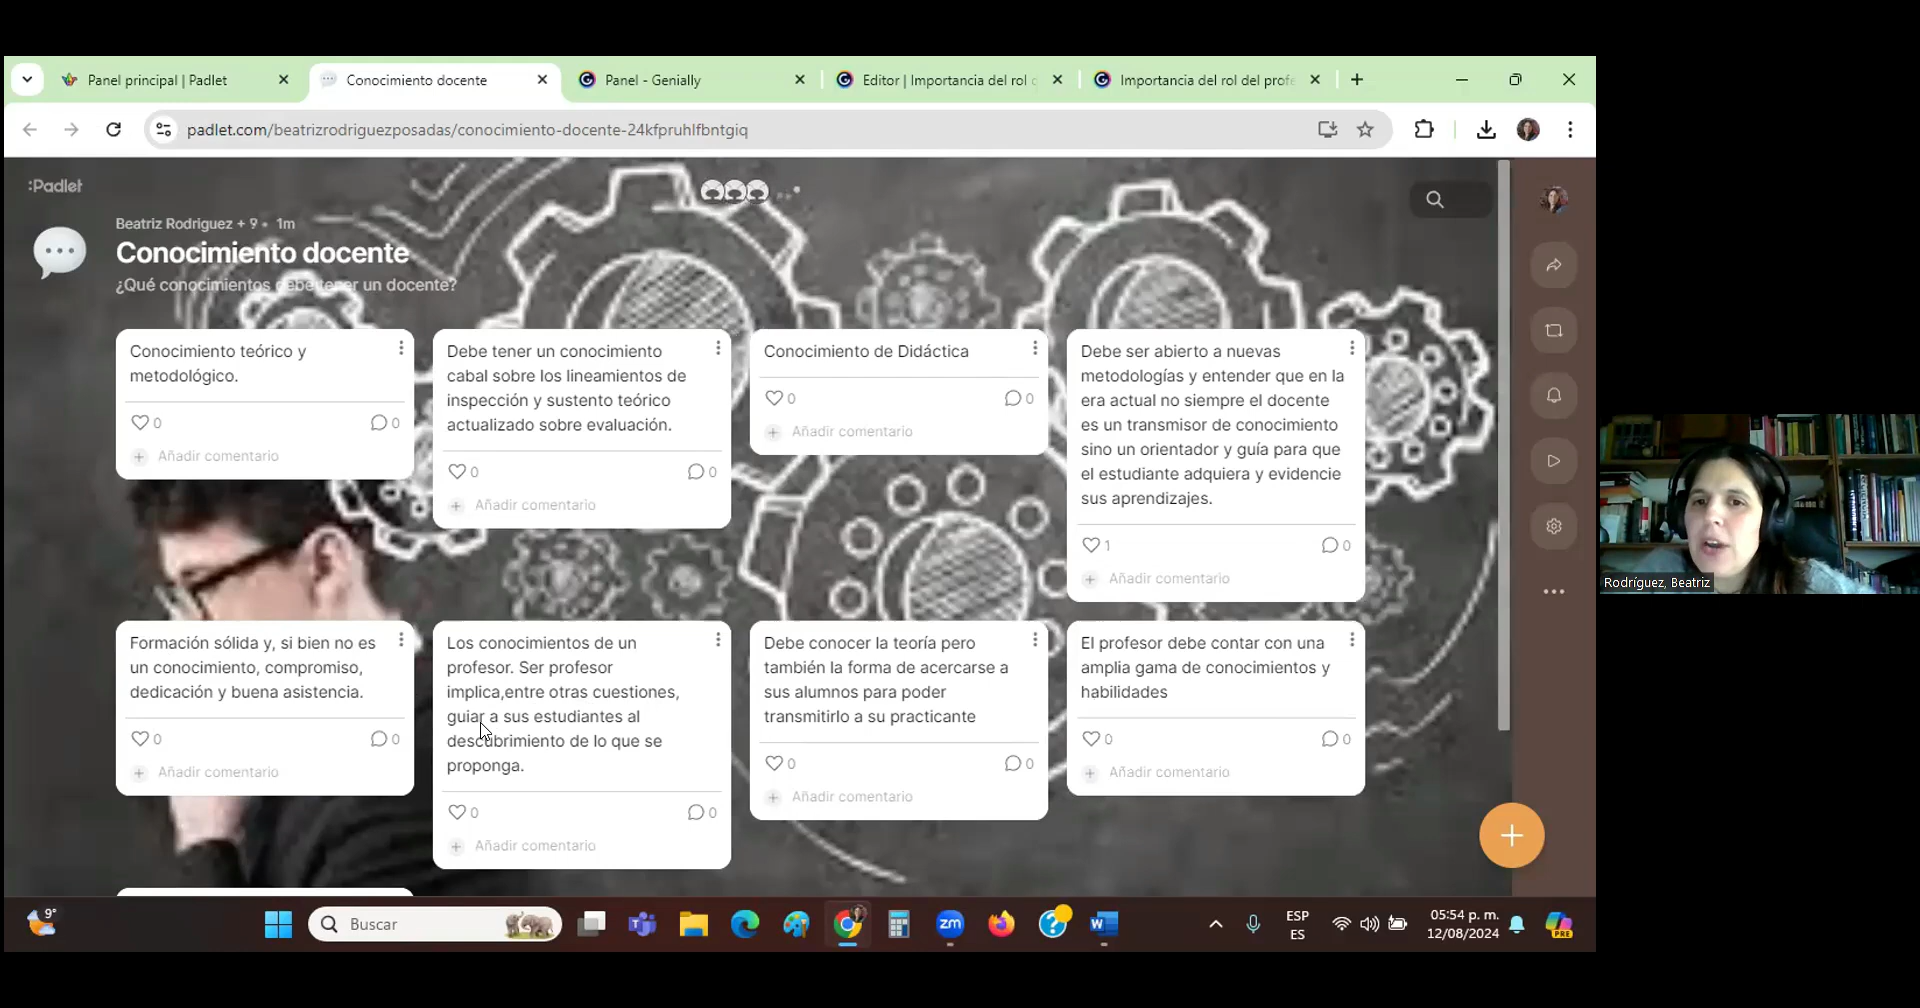 Panel principal | Padlet
Conocimiento docente
Panel - Genially
Editor | Importancia del rol
Importancia del rol del prof
padlet.com/beatrizrodriguezposadas/conocimiento-docente-24kfpruhlfbntgiq
:Padlet
Beatriz Rodriguez + 9 • 1m
Conocimiento docente
¿Qué conocimientos debe tener un docente?
Conocimiento teórico y
metodológico.
0 0
Añadir comentario
Debe tener un conocimiento
cabal sobre los lineamientos de
inspección y sustento teórico
actualizado sobre evaluación.
0 0
Añadir comentario
Conocimiento de Didáctica
0 0
Añadir comentario
Debe ser abierto a nuevas
metodologías y entender que en la
era actual no siempre el docente
es un transmisor de conocimiento
sino un orientador y guía para que
el estudiante adquiera y evidencie
sus aprendizajes.
1 0
Añadir comentario
Formación sólida y, si bien no es
un conocimiento, compromiso,
dedicación y buena asistencia.
0 0
Añadir comentario
Los conocimientos de un
profesor. Ser profesor
implica,entre otras cuestiones,
guiar a sus estudiantes al
descubrimiento de lo que se
proponga.
0 0
Añadir comentario
Debe conocer la teoría pero
también la forma de acercarse a
sus alumnos para poder
transmitirlo a su practicante
0 0
Añadir comentario
El profesor debe contar con una
amplia gama de conocimientos y
habilidades
0 0
Añadir comentario
Rodríguez, Beatriz
9°
Buscar
zm
W
ESP
ES
05:54 p. m.
12/08/2024
PRE